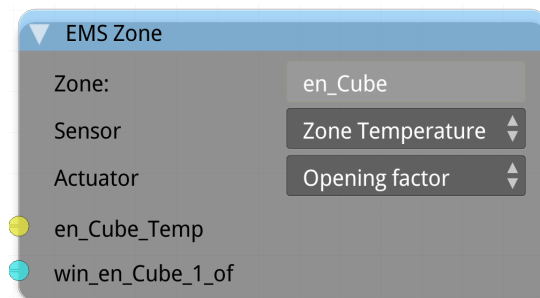 EMS Zone
Zone: en_Cube
Sensor Zone Temperature
Actuator Opening factor
en_Cube_Temp
win_en_Cube_1_of